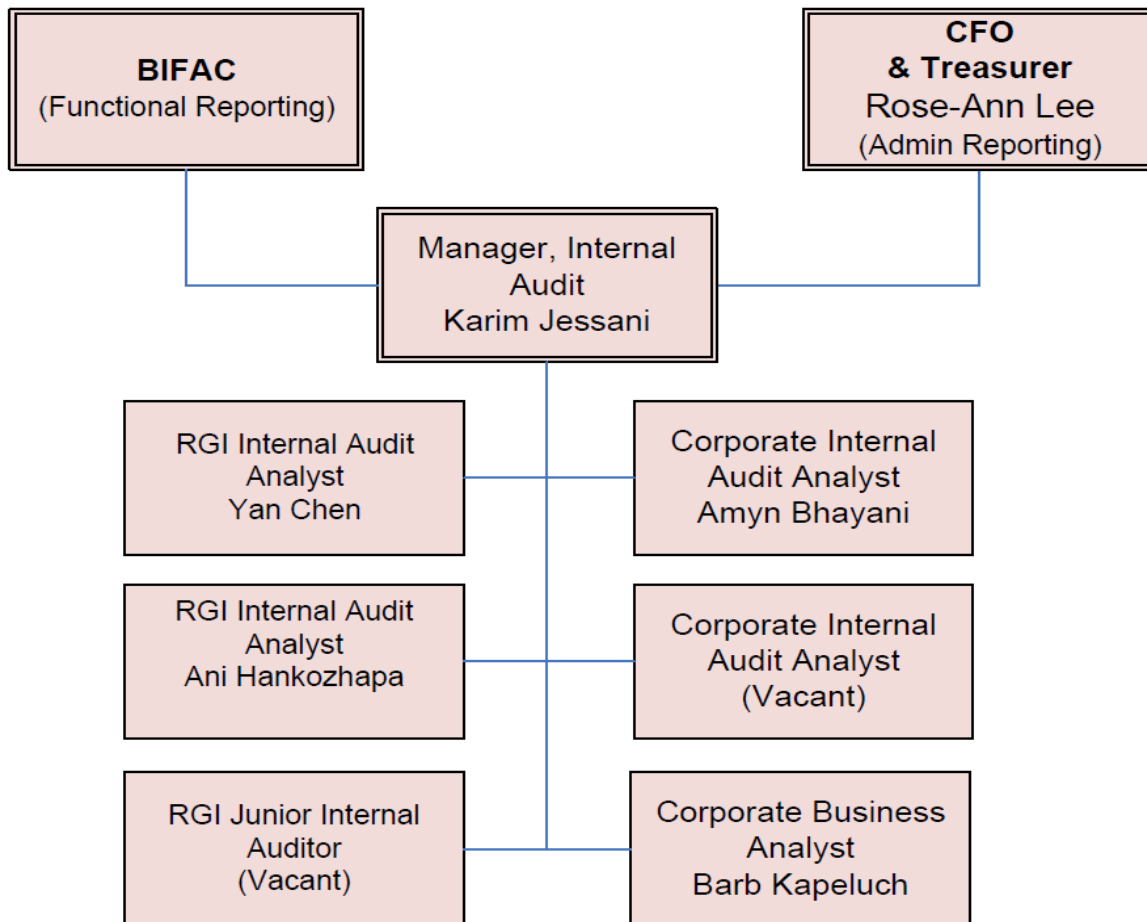 BIFAC
(Functional Reporting)
CFO
& Treasurer
Rose-Ann Lee
(Admin Reporting)
Manager, Internal
Audit
Karim Jessani
RGI Internal Audit
Analyst
Yan Chen
Corporate Internal
Audit Analyst
Amyn Bhayani
RGI Internal Audit
Analyst
Ani Hankozhapa
Corporate Internal
Audit Analyst
(Vacant)
RGI Junior Internal
Auditor
(Vacant)
Corporate Business
Analyst
Barb Kapeluch